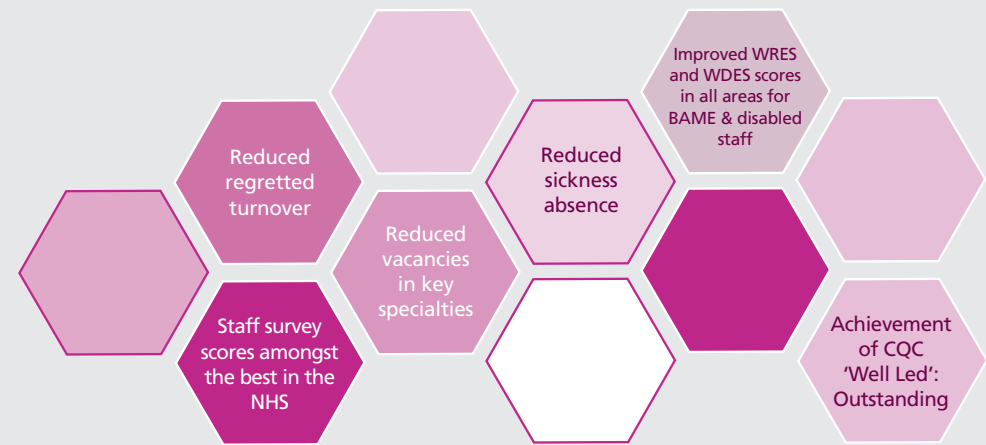 Reduced
regretted
turnover
Staff survey
scores amongst
the best in the
NHS
Reduced
vacancies
in key
specialties
Reduced
sickness
absence
Improved WRES
and WDES scores
in all areas for
BAME & disabled
staff
Achievement
of CQC
‘Well Led’:
Outstanding